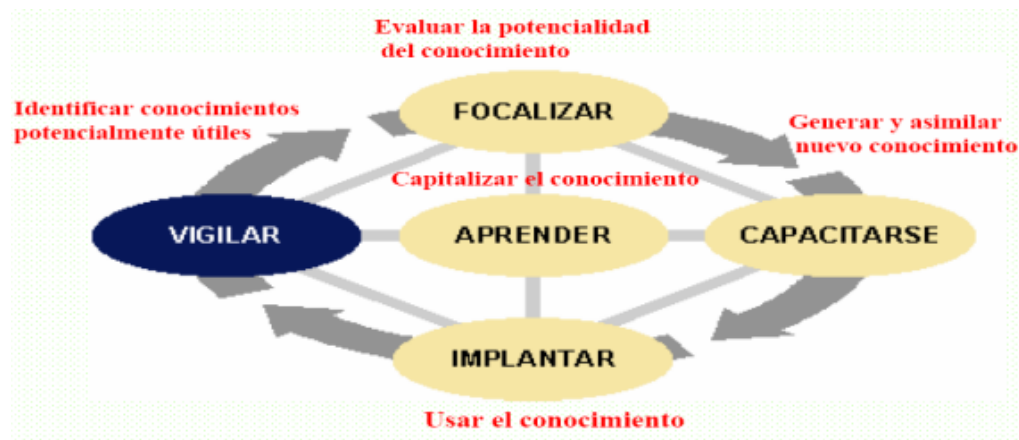 Evaluar la potencialidad
del conocimiento
Identificar conocimientos
potencialmente útiles
FOCALIZAR
Generar y asimilar
nuevo conocimiento
Capitalizar el conocimiento
VIGILAR
APRENDER
CAPACITARSE
IMPLANTAR
Usar el conocimiento